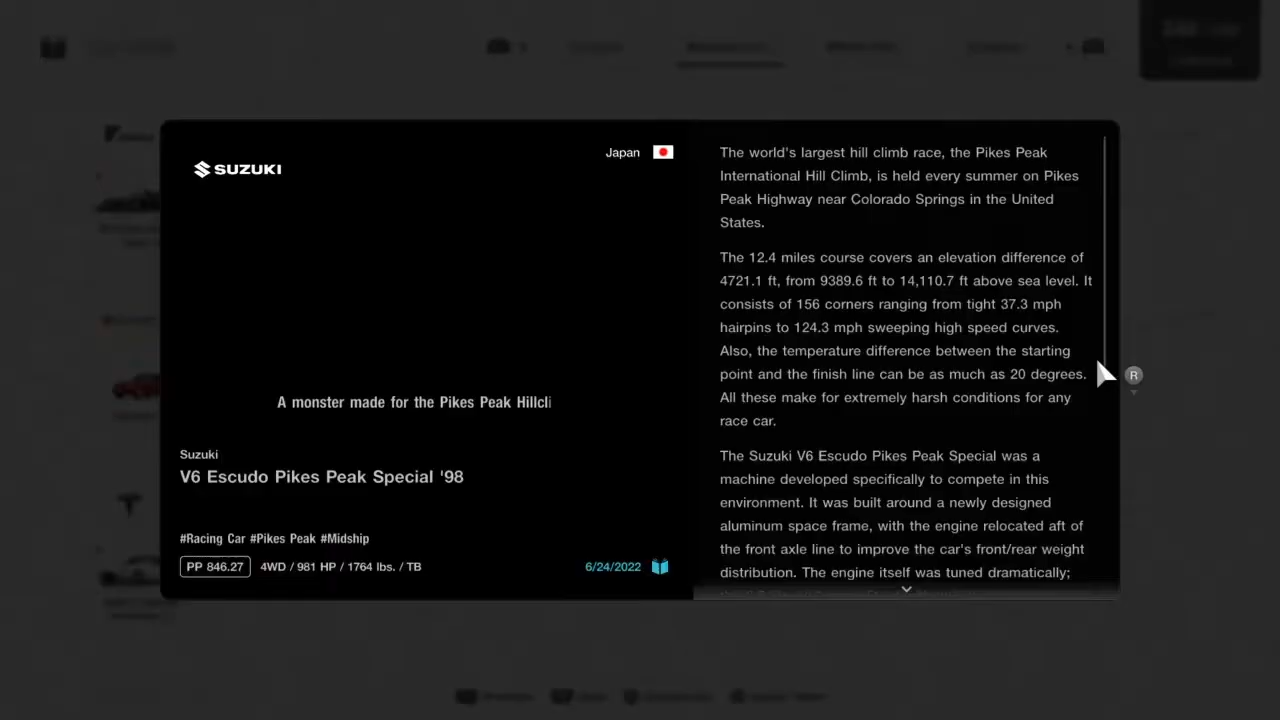 SUZUKI
Japan
A monster made for the Pikes Peak Hillcli
Suzuki
V6 Escudo Pikes Peak Special '98
#Racing Car #Pikes Peak #Midship
PP 846.27 4WD / 981 HP / 1764 lbs. / TB
6/24/2022
The world's largest hill climb race, the Pikes Peak
International Hill Climb, is held every summer on Pikes
Peak Highway near Colorado Springs in the United
States.
The 12.4 miles course covers an elevation difference of
4721.1 ft, from 9389.6 ft to 14,110.7 ft above sea level. It
consists of 156 corners ranging from tight 37.3 mph
hairpins to 124.3 mph sweeping high speed curves.
Also, the temperature difference between the starting
point and the finish line can be as much as 20 degrees.
All these make for extremely harsh conditions for any
race car.
The Suzuki V6 Escudo Pikes Peak Special was a
machine developed specifically to compete in this
environment. It was built around a newly designed
aluminum space frame, with the engine relocated aft of
the front axle line to improve the car's front/rear weight
distribution. The engine itself was tuned dramatically;
R